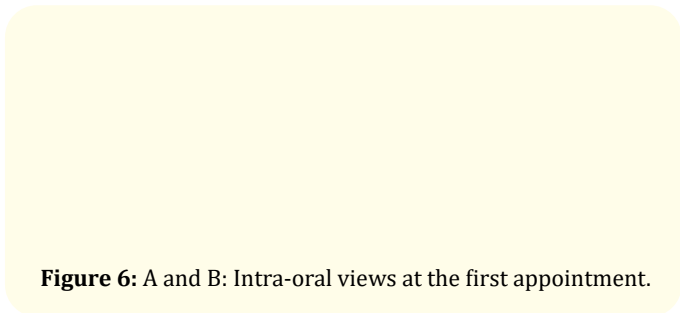 Figure 6: A and B: Intra-oral views at the first appointment.